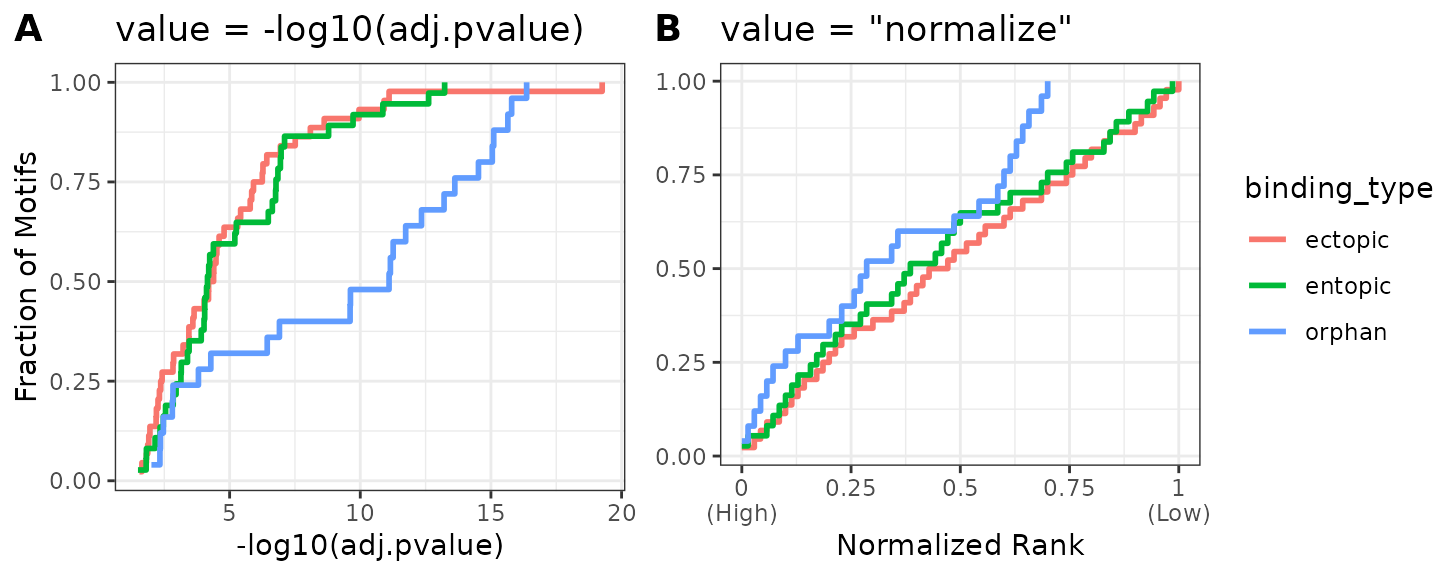 A value = -log10(adj.pvalue)
Fraction of Motifs
1.00
0.75
0.50
0.25
0.00
5 10 15 20
-log10(adj.pvalue)
B value = "normalize"
1.00
0.75
0.50
0.25
0.00
0 0.25 0.5 0.75 1
(High) (Low)
Normalized Rank
binding_type
ectopic
entopic
orphan